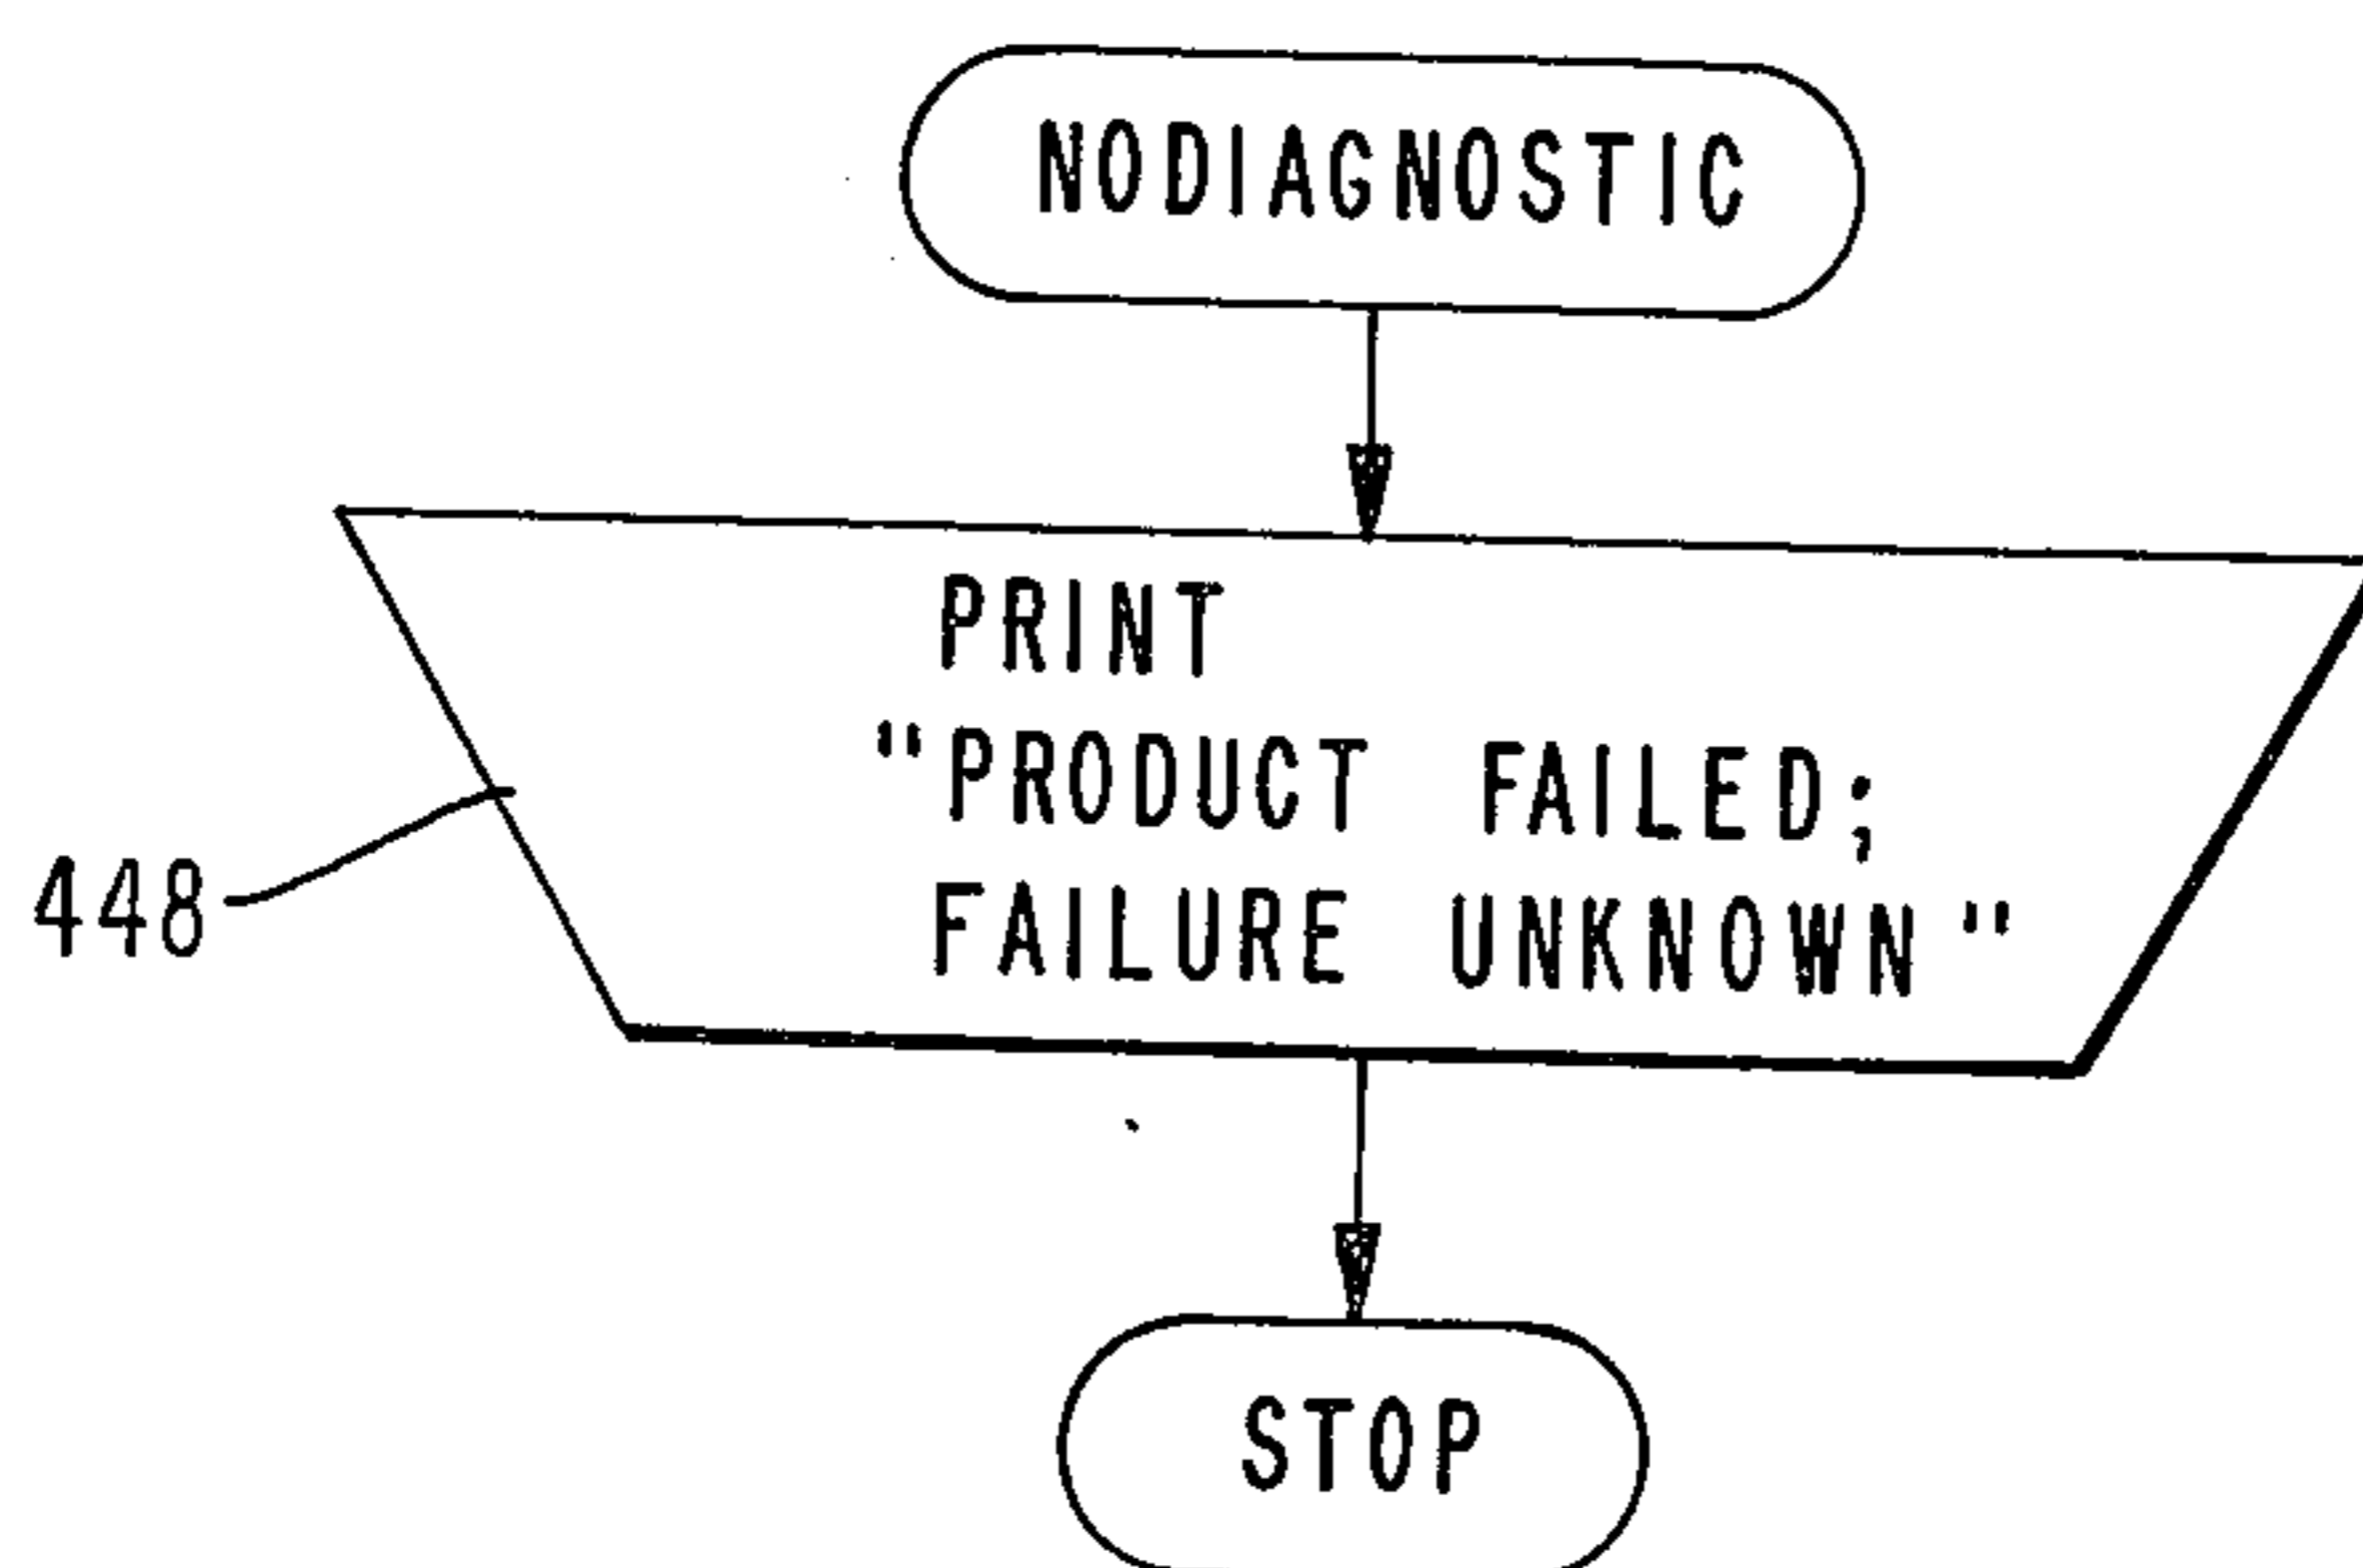 NODIAGNOSTIC
PRINT
"PRODUCT FAILED;
FAILURE UNKNOWN"
448
STOP